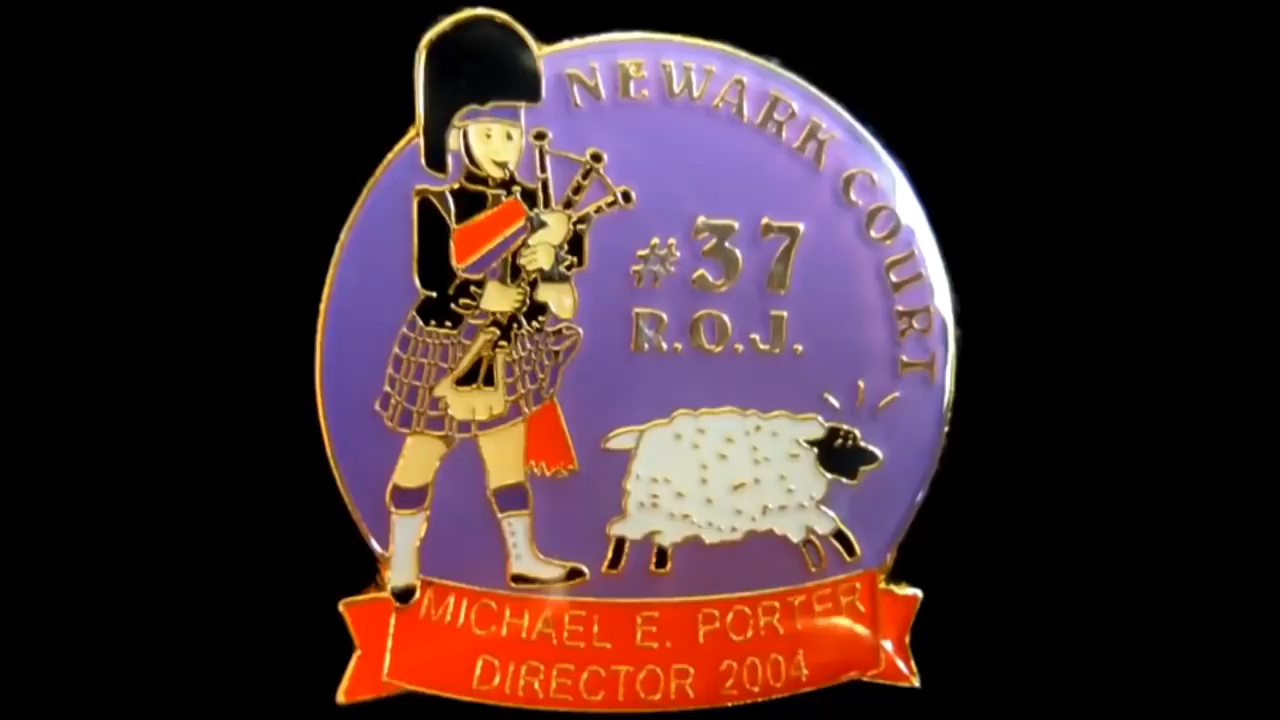 NEWARK COURT
#37
R.O.J.
MICHAEL E. PORTER
DIRECTOR 2004